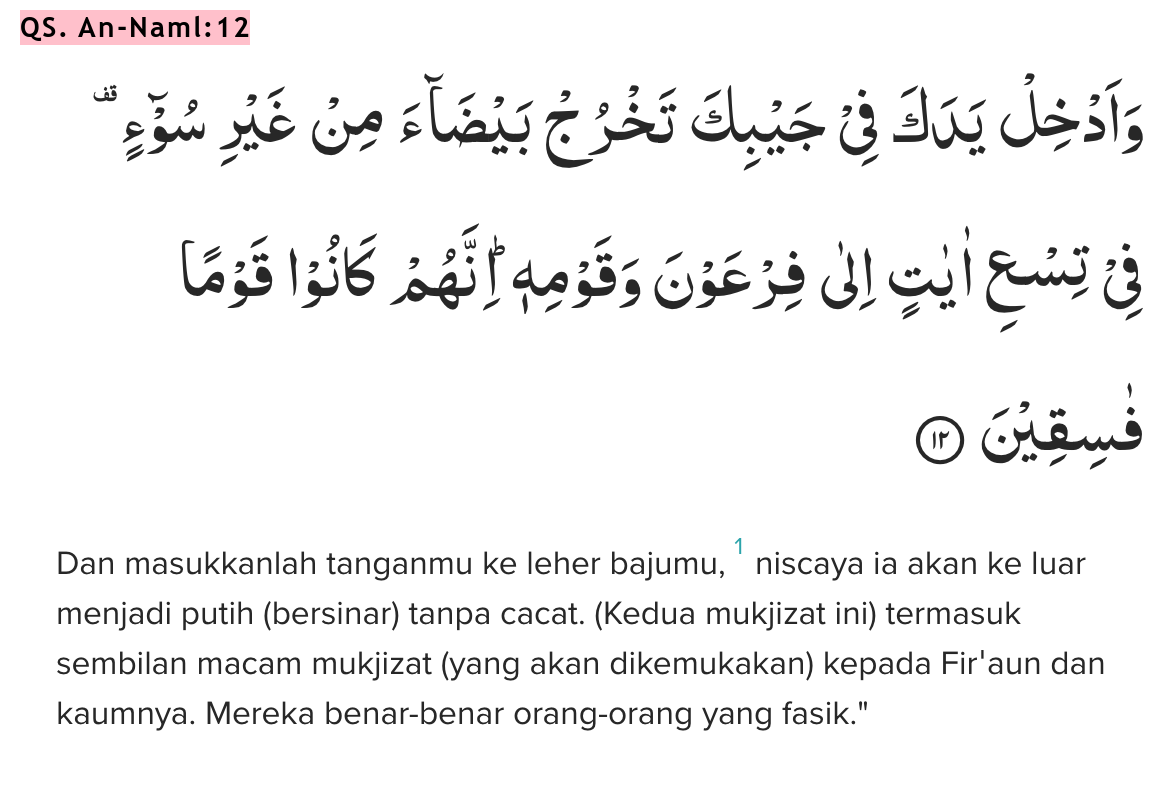 QS. An-Naml:12
وَاَدْخِلْ يَدَكَ فِيْ جَيْبِكَ تَخْرُجْ بَيْضَاۤءَ مِنْ غَيْرِ سُوْۤءٍۗ ۙقف
فِيْ تِسْعِ اٰيٰتٍ اِلٰى فِرْعَوْنَ وَقَوْمِهٖۗ اِنَّهُمْ كَانُوْا قَوْمًا
فٰسِقِيْنَ ١٢
Dan masukkanlah tanganmu ke leher bajumu, 1 niscaya ia akan ke luar
menjadi putih (bersinar) tanpa cacat. (Kedua mukjizat ini) termasuk
sembilan macam mukjizat (yang akan dikemukakan) kepada Fir'aun dan
kaumnya. Mereka benar-benar orang-orang yang fasik."